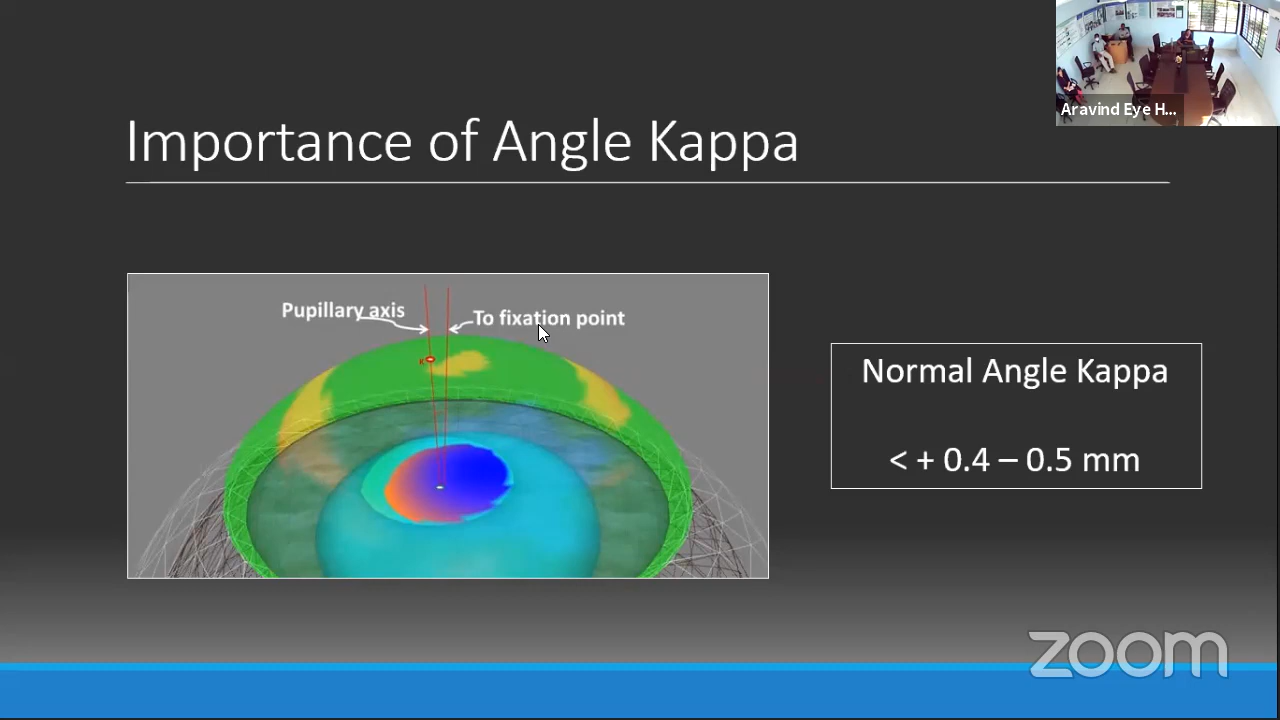 Aravind Eye H...
Importance of Angle Kappa
Pupillary axis
To fixation point
Normal Angle Kappa
< + 0.4 – 0.5 mm
zoom